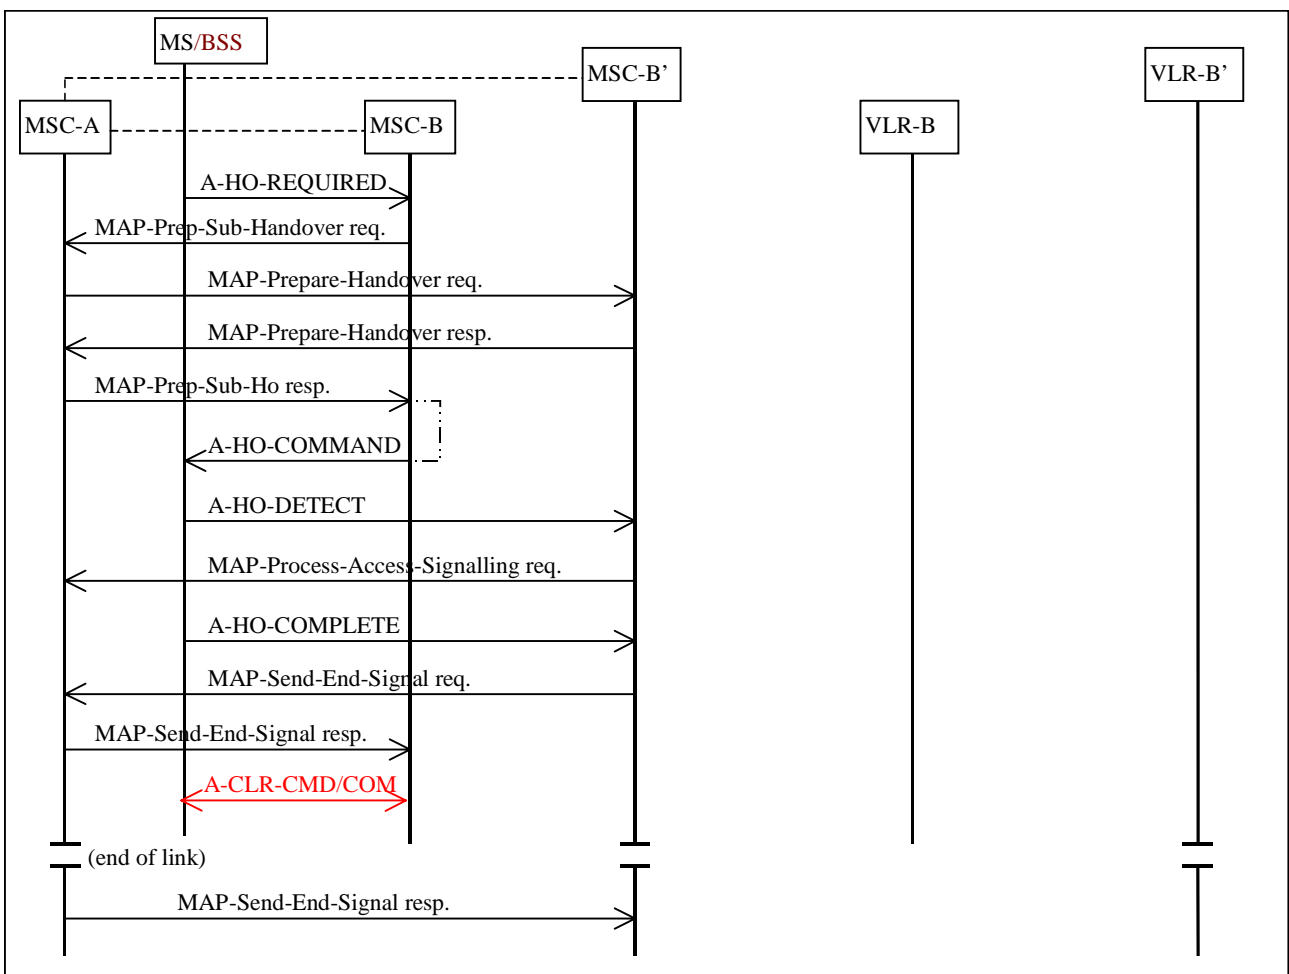 MS/BSS
MSC-B’
VLR-B’
MSC-A
MSC-B
VLR-B
A-HO-REQUIRED
MAP-Prep-Sub-Handover req.
MAP-Prepare-Handover req.
MAP-Prepare-Handover resp.
MAP-Prep-Sub-Ho resp.
A-HO-COMMAND
A-HO-DETECT
MAP-Process-Access-Signalling req.
A-HO-COMPLETE
MAP-Send-End-Signal req.
MAP-Send-End-Signal resp.
A-CLR-CMD/COM
(end of link)
MAP-Send-End-Signal resp.